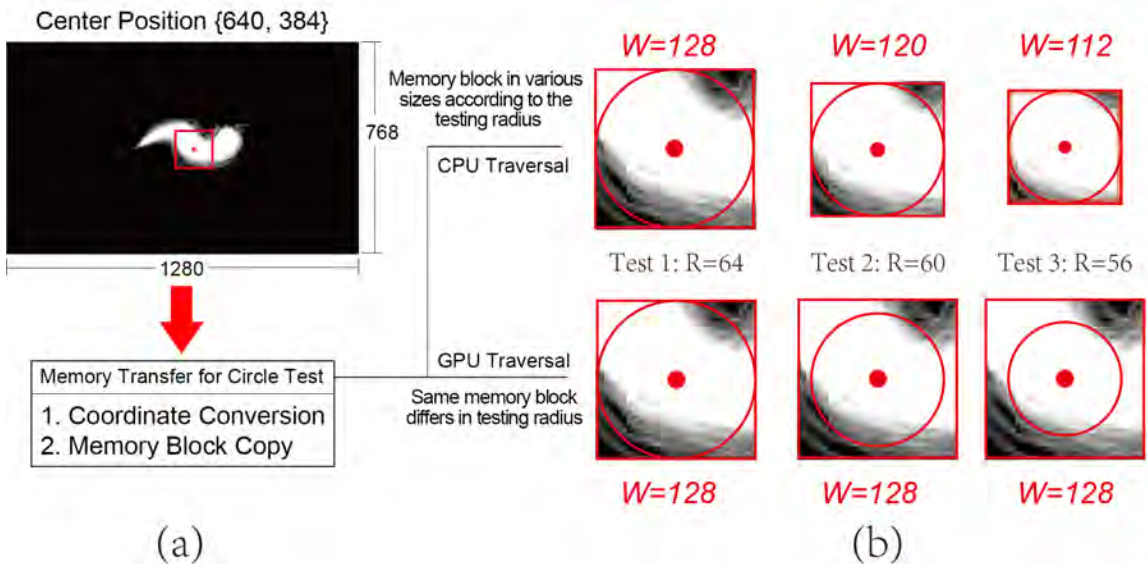 Center Position {640, 384}
768
1280
Memory Transfer for Circle Test
1. Coordinate Conversion
2. Memory Block Copy
(a)
Memory block in various
sizes according to the
testing radius
CPU Traversal
GPU Traversal
Same memory block
differs in testing radius
W=128
W=120
W=112
Test 1: R=64
Test 2: R=60
Test 3: R=56
W=128
W=128
W=128
(b)